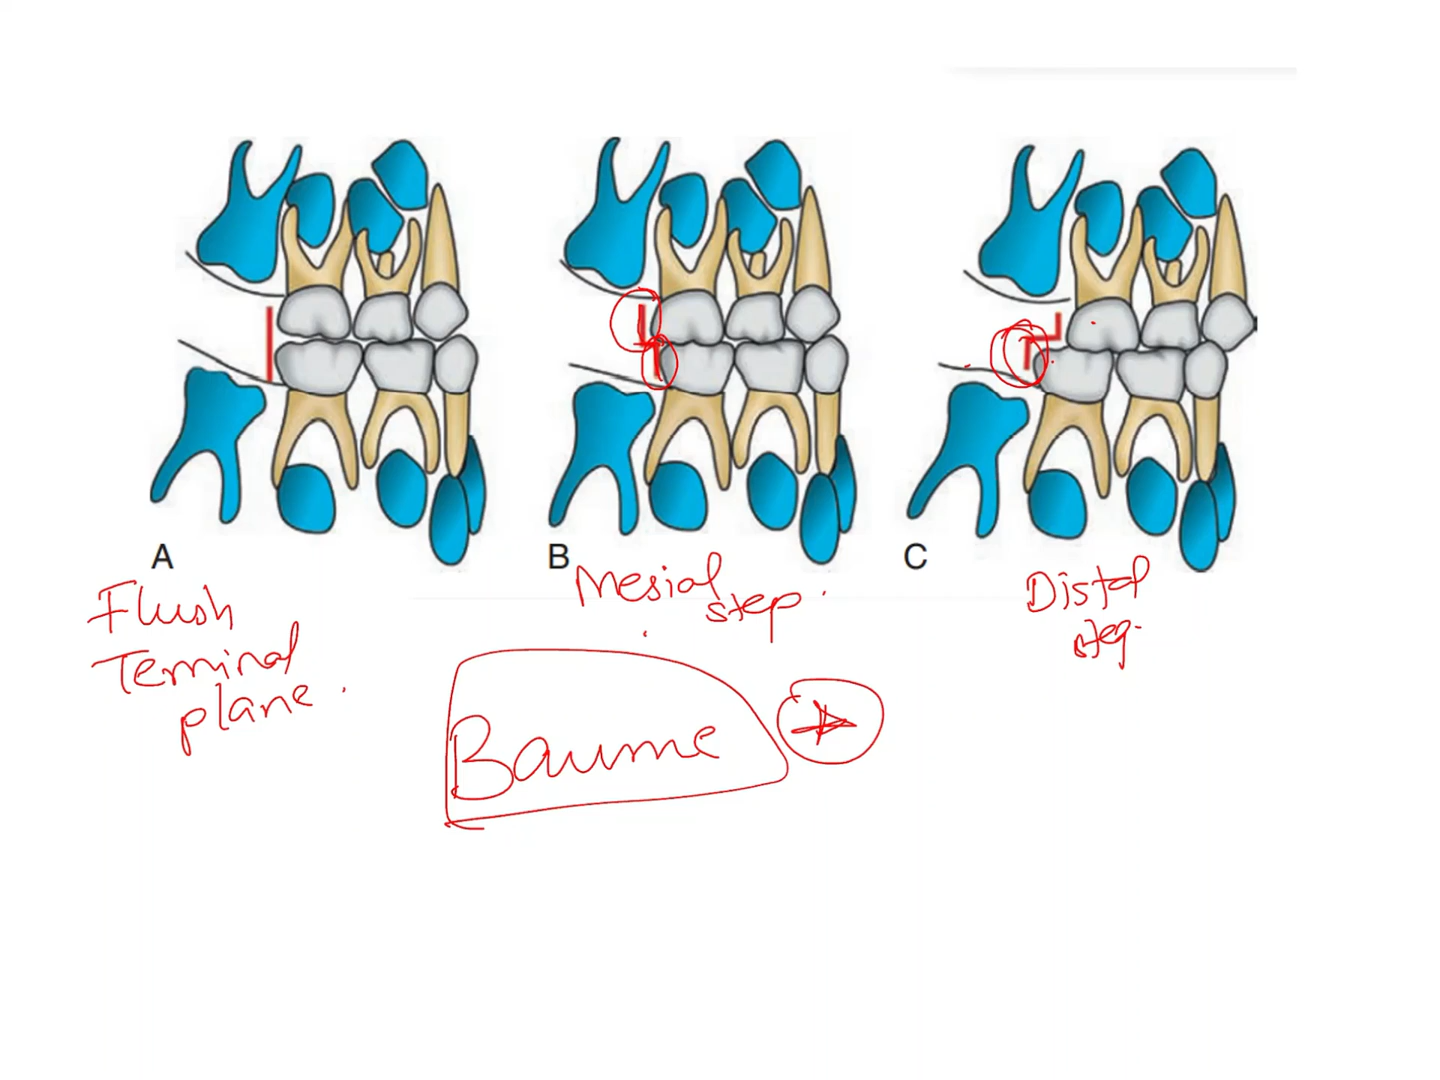 A
B
C
Flush
Terminal
plane.
Mesial
step.
Distal
step.
Baume